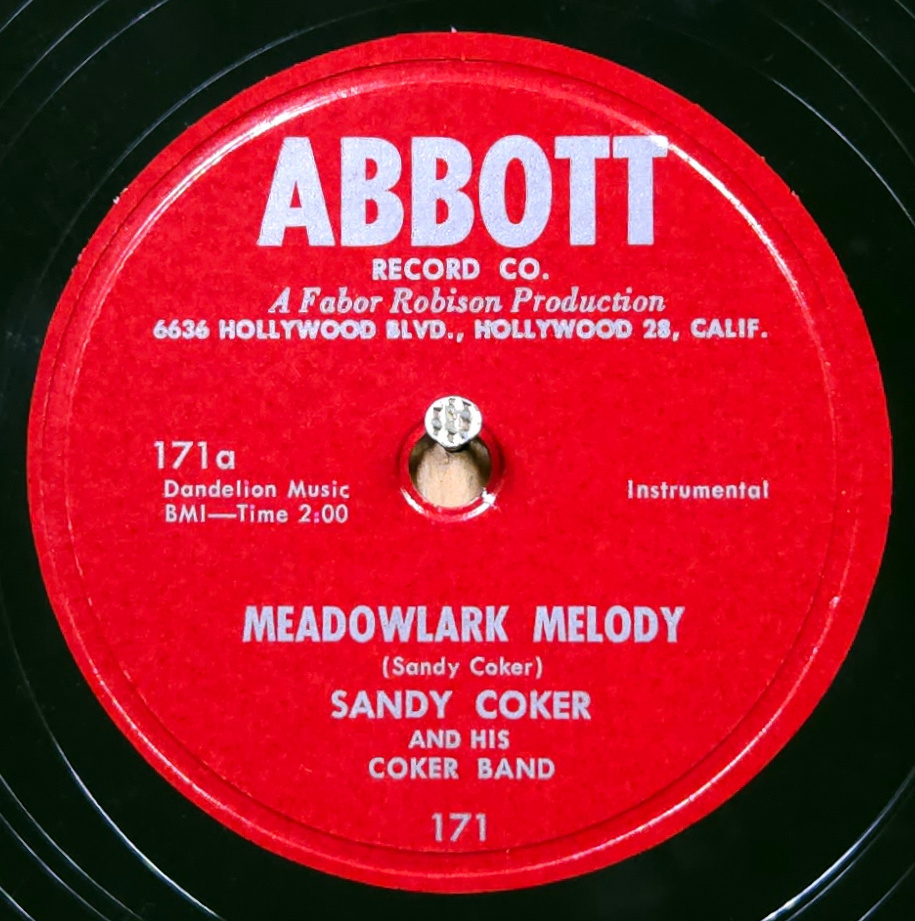 ABBOTT
RECORD CO.
A Fabor Robison Production
6636 HOLLYWOOD BLVD., HOLLYWOOD 28, CALIF.
171a
Dandelion Music
BMI—Time 2:00
Instrumental
MEADOWLARK MELODY
(Sandy Coker)
SANDY COKER
AND HIS
COKER BAND
171